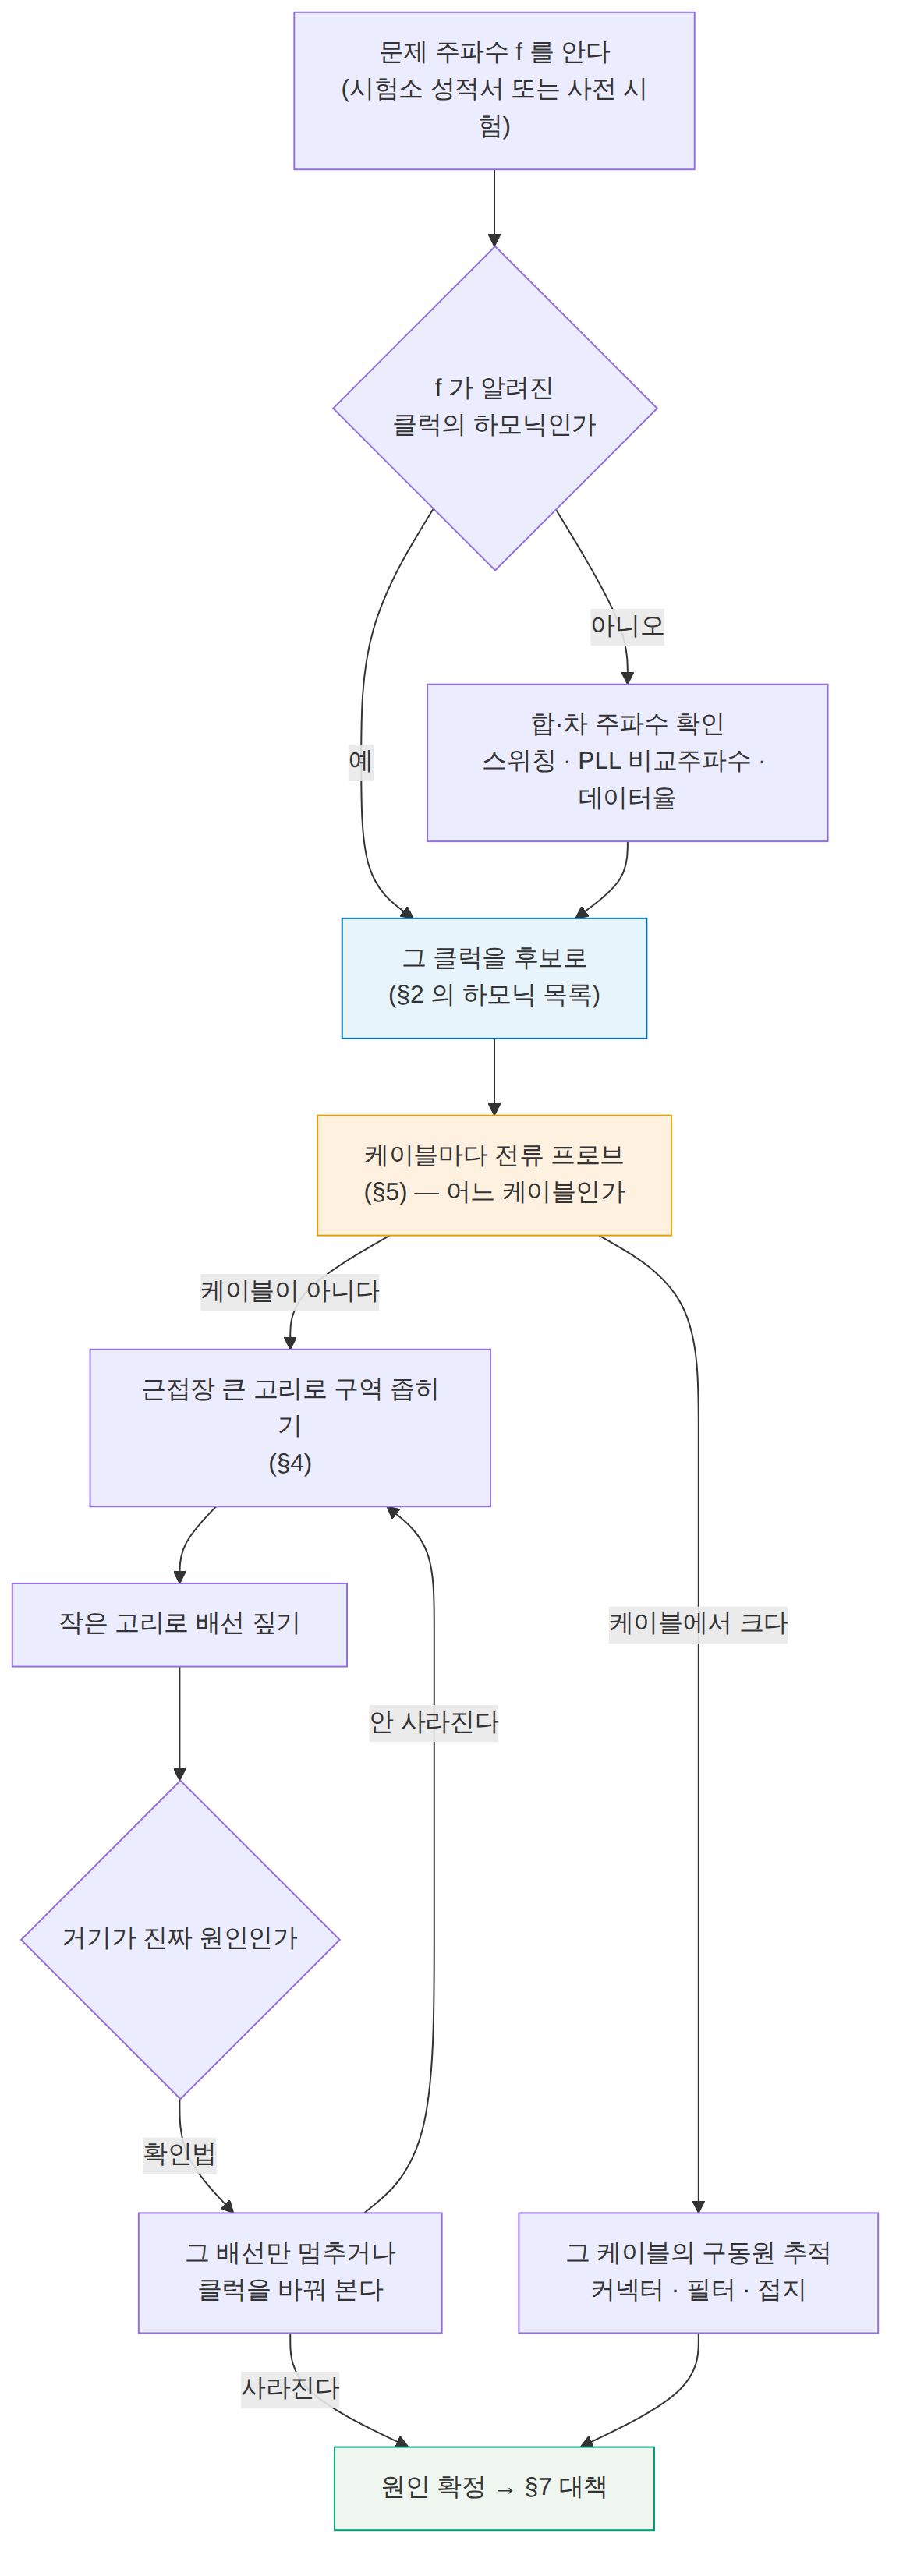 문제 주파수 f 를 안다
(시험소 성적서 또는 사전 시
험)
f 가 알려진
클럭의 하모닉인가
아니오
예
합·차 주파수 확인
스위칭 · PLL 비교주파수 ·
데이터율
그 클럭을 후보로
(§2 의 하모닉 목록)
케이블마다 전류 프로브
(§5) — 어느 케이블인가
케이블이 아니다
근접장 큰 고리로 구역 좁히
기
(§4)
케이블에서 크다
작은 고리로 배선 짚기
안 사라진다
거기가 진짜 원인인가
확인법
그 배선만 멈추거나
클럭을 바꿔 본다
그 케이블의 구동원 추적
커넥터 · 필터 · 접지
사라진다
원인 확정 → §7 대책